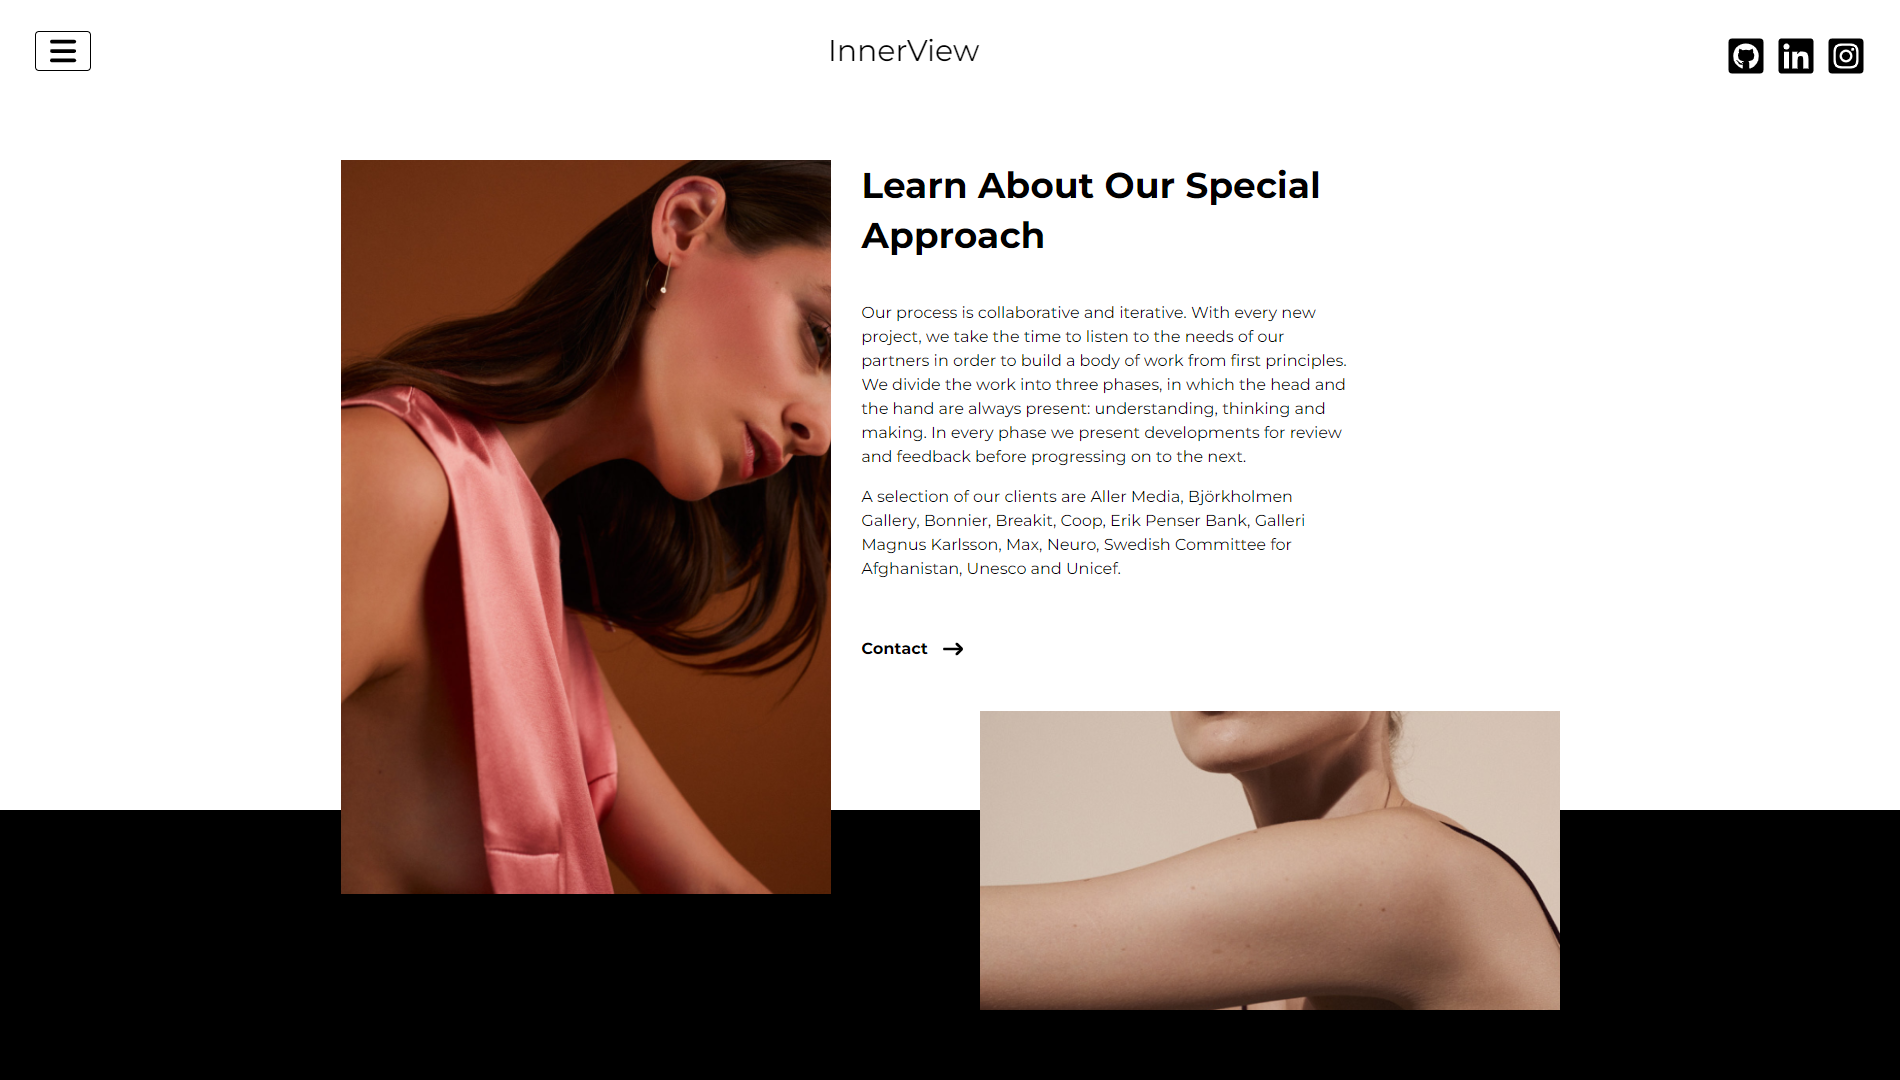 InnerView
Learn About Our Special
Approach
Our process is collaborative and iterative. With every new
project, we take the time to listen to the needs of our
partners in order to build a body of work from first principles.
We divide the work into three phases, in which the head and
the hand are always present: understanding, thinking and
making. In every phase we present developments for review
and feedback before progressing on to the next.
A selection of our clients are Aller Media, Björkholmen
Gallery, Bonnier, Breakit, Coop, Erik Penser Bank, Galleri
Magnus Karlsson, Max, Neuro, Swedish Committee for
Afghanistan, Unesco and Unicef.
Contact